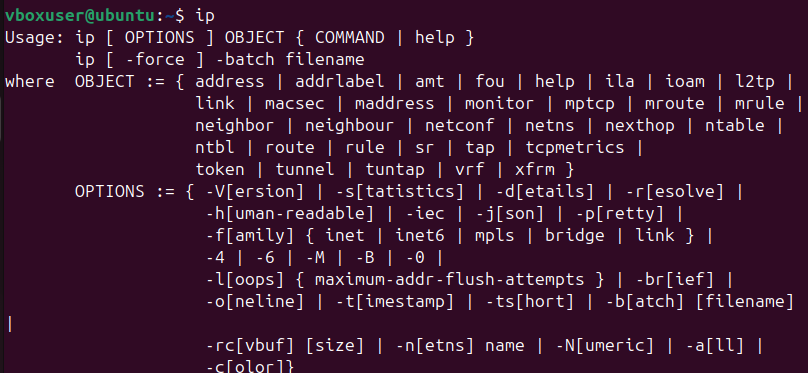 vboxuser@ubuntu:~$ ip
Usage: ip [ OPTIONS ] OBJECT { COMMAND | help }
       ip [ -force ] -batch filename
where  OBJECT := { address | addrlabel | amt | fou | help | ila | ioam | l2tp |
                   link | macsec | maddress | monitor | mptcp | mroute | mrule |
                   neighbor | neighbour | netconf | netns | nexthop | ntable |
                   ntbl | route | rule | sr | tap | tcpmetrics |
                   token | tunnel | tuntap | vrf | xfrm }
       OPTIONS := { -V[ersion] | -s[tatistics] | -d[etails] | -r[esolve] |
                    -h[uman-readable] | -iec | -j[son] | -p[retty] |
                    -f[amily] { inet | inet6 | mpls | bridge | link } |
                    -4 | -6 | -M | -B | -0 |
                    -l[oops] { maximum-addr-flush-attempts } | -br[ief] |
                    -o[neline] | -t[imestamp] | -ts[hort] | -b[atch] [filename]
|
                    -rc[vbuf] [size] | -n[etns] name | -N[umeric] | -a[ll] |
                    -c[olor]}